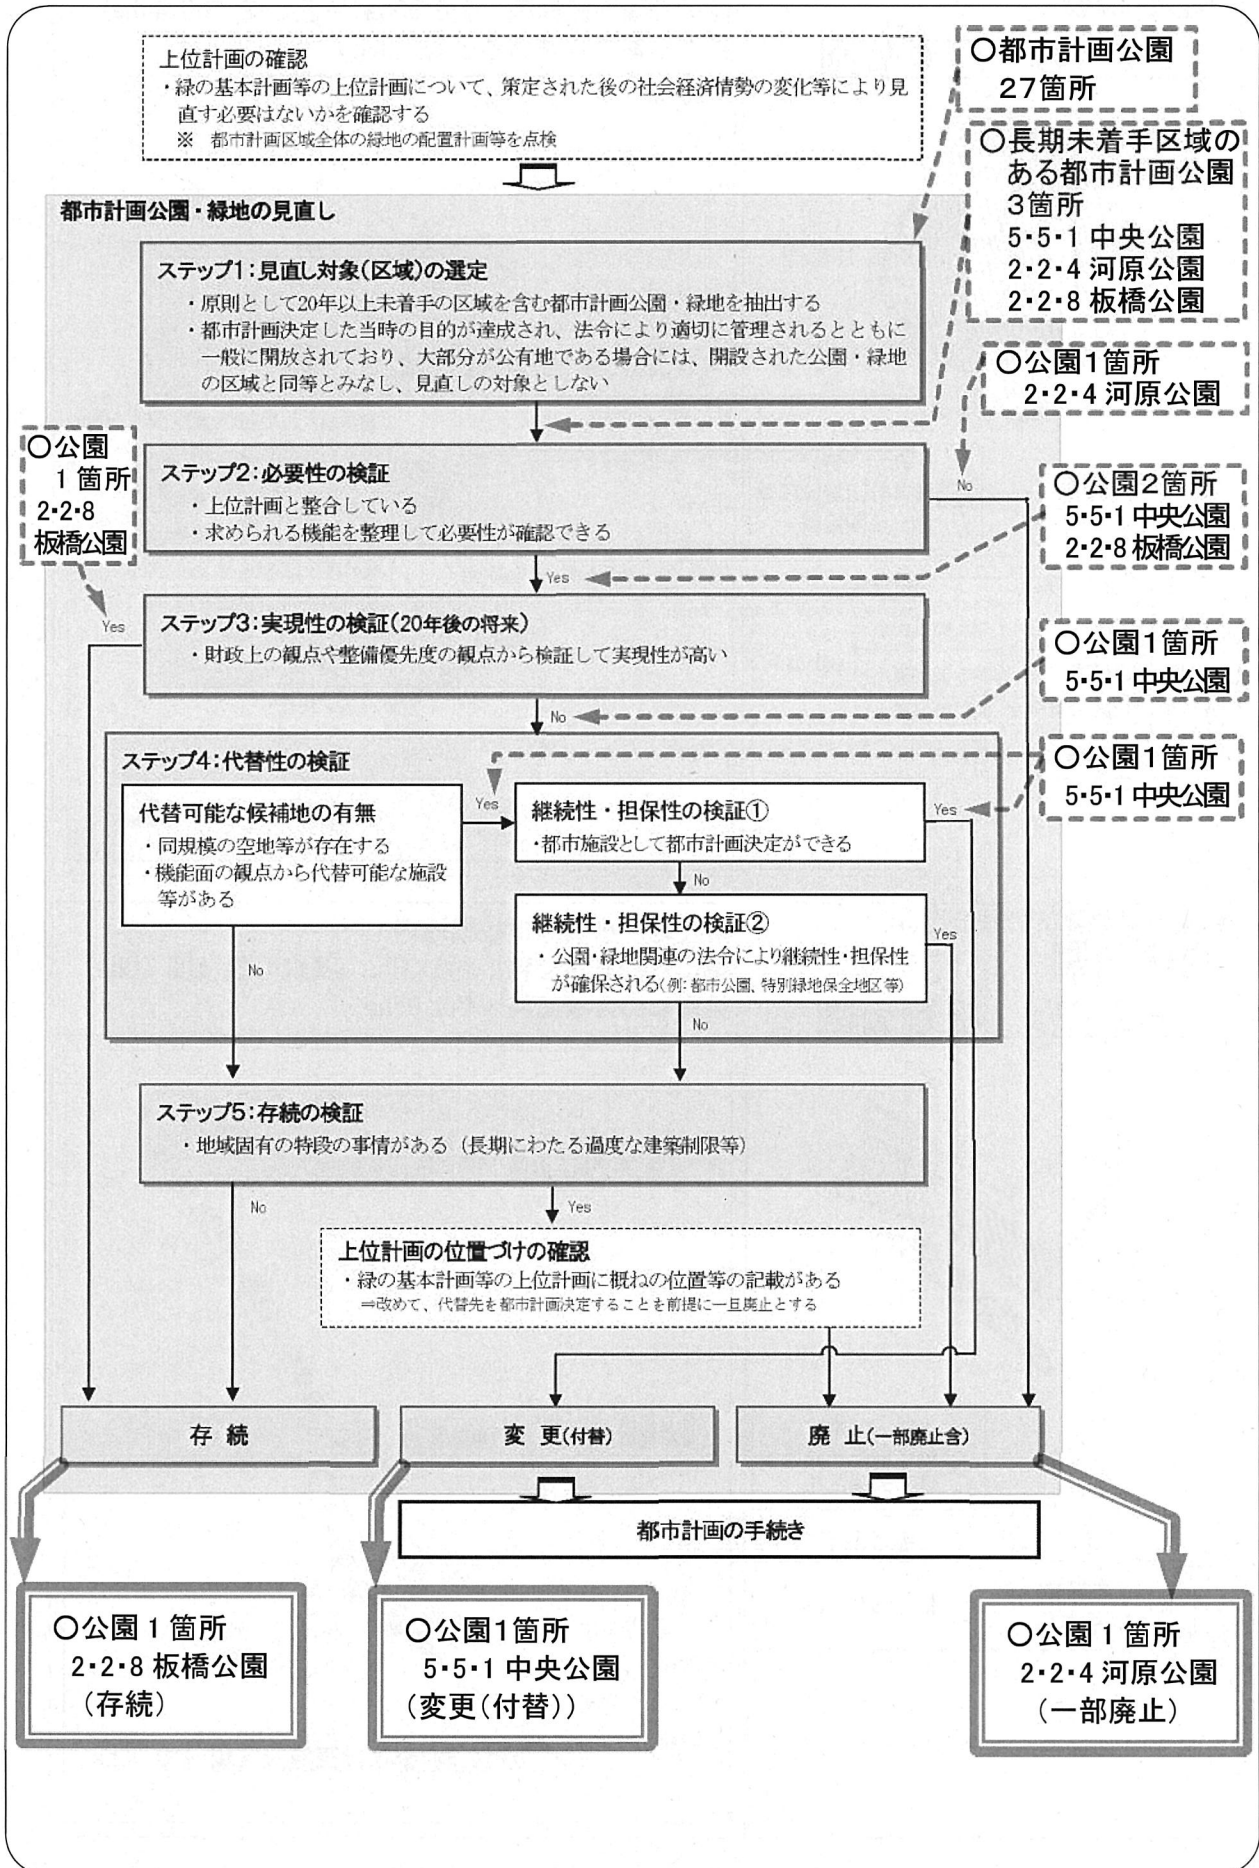 上位計画の確認
・緑の基本計画等の上位計画について、策定された後の社会経済情勢の変化等により見
直す必要はないかを確認する
※ 都市計画区域全体の緑地の配置計画等を点検
○都市計画公園
27箇所
○長期未着手区域の
ある都市計画公園
3箇所
5・5・1 中央公園
2・2・4 河原公園
2・2・8 板橋公園
都市計画公園・緑地の見直し
ステップ1:見直し対象(区域)の選定
・原則として20年以上未着手の区域を含む都市計画公園・緑地を抽出する
・都市計画決定した当時の目的が達成され、法令により適切に管理されるとともに
一般に開放されており、大部分が公有地である場合には、開設された公園・緑地
の区域と同等とみなし、見直しの対象としない
○公園1箇所
2・2・4 河原公園
○公園
1箇所
2・2・8
板橋公園
ステップ2:必要性の検証
・上位計画と整合している
・求められる機能を整理して必要性が確認できる
No
○公園2箇所
5・5・1 中央公園
2・2・8 板橋公園
Yes
Yes
ステップ3:実現性の検証(20年後の将来)
・財政上の観点や整備優先度の観点から検証して実現性が高い
○公園1箇所
5・5・1 中央公園
No
ステップ4:代替性の検証
代替可能な候補地の有無
・同規模の空地等が存在する
・機能面の観点から代替可能な施設
等がある
Yes
継続性・担保性の検証①
・都市施設として都市計画決定ができる
Yes
○公園1箇所
5・5・1 中央公園
No
継続性・担保性の検証②
・公園・緑地関連の法令により継続性・担保性
が確保される(例:都市公園、特別緑地保全地区等)
Yes
No
No
ステップ5:存続の検証
・地域固有の特段の事情がある(長期にわたる過度な建築制限等)
No
Yes
上位計画の位置づけの確認
・緑の基本計画等の上位計画に概ねの位置等の記載がある
⇒改めて、代替先を都市計画決定することを前提に一旦廃止とする
存 続
変 更(付替)
廃 止(一部廃止含)
都市計画の手続き
○公園1箇所
2・2・8 板橋公園
(存続)
○公園1箇所
5・5・1 中央公園
(変更(付替))
○公園1箇所
2・2・4 河原公園
(一部廃止)